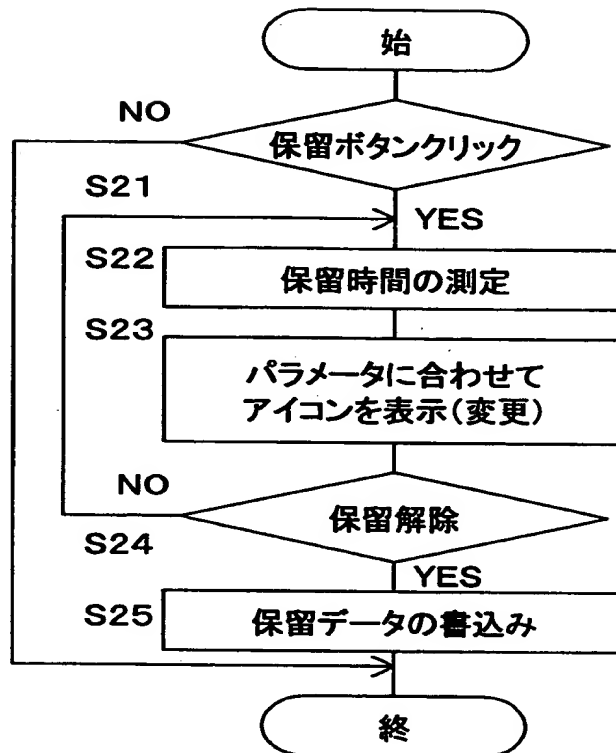 始
NO
保留ボタンクリック
S21
YES
S22
保留時間の測定
S23
パラメータに合わせて
アイコンを表示(変更)
NO
保留解除
S24
YES
S25
保留データの書込み
終